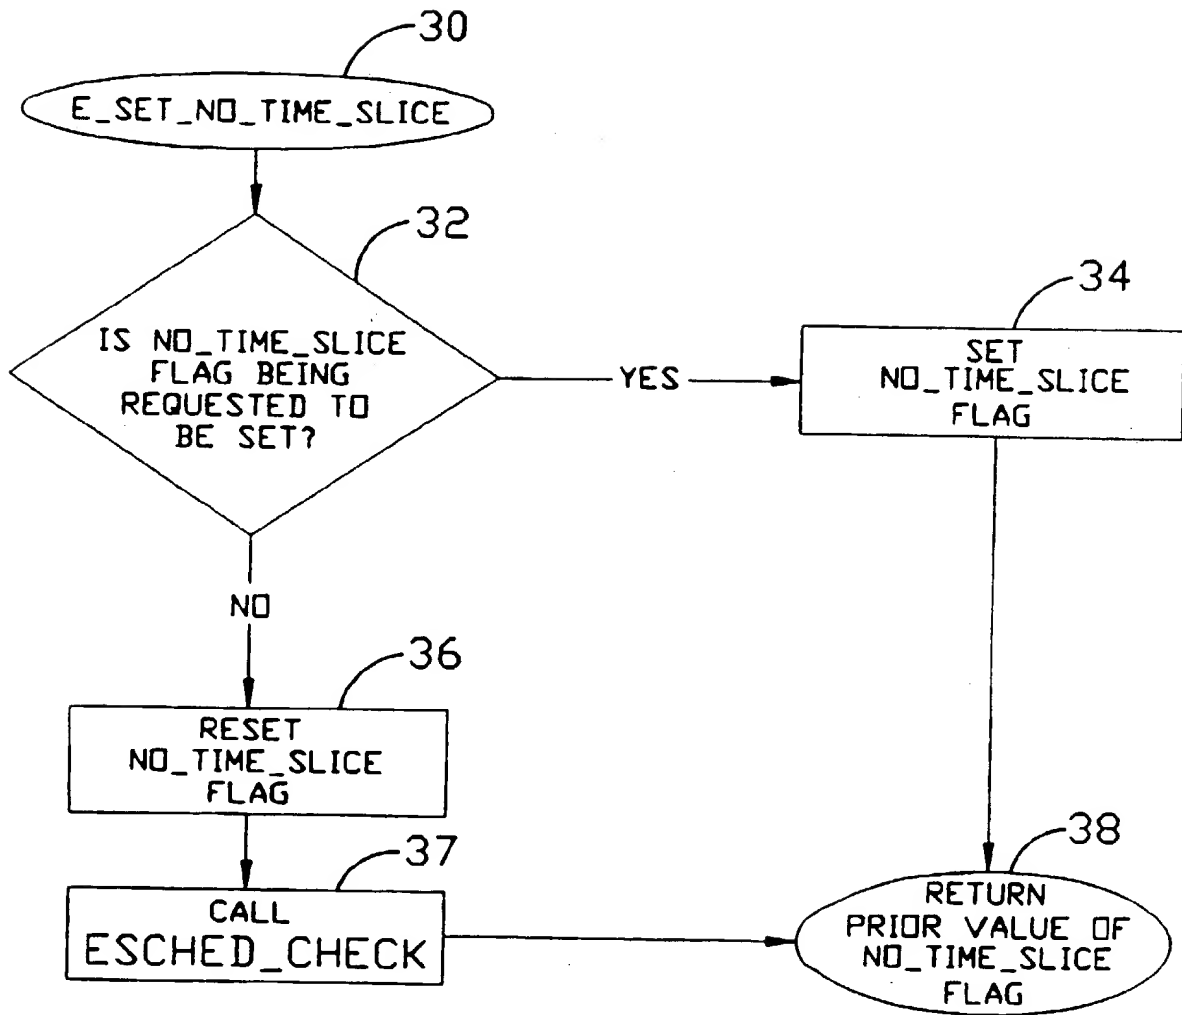 30
E_SET_NO_TIME_SLICE
32
IS NO_TIME_SLICE
FLAG BEING
REQUESTED TO
BE SET?
YES
34
SET
NO_TIME_SLICE
FLAG
NO
36
RESET
NO_TIME_SLICE
FLAG
37
CALL
ESCHED_CHECK
38
RETURN
PRIOR VALUE OF
NO_TIME_SLICE
FLAG